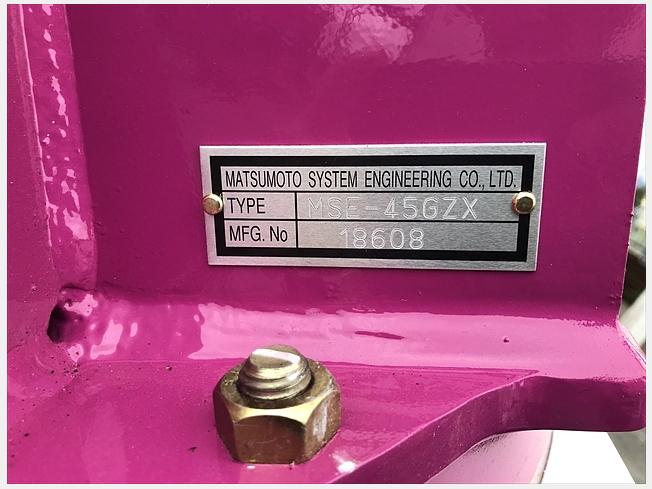 MATSUMOTO SYSTEM ENGINEERING CO., LTD.
TYPE MSE-45GZX
MFG. No 18608